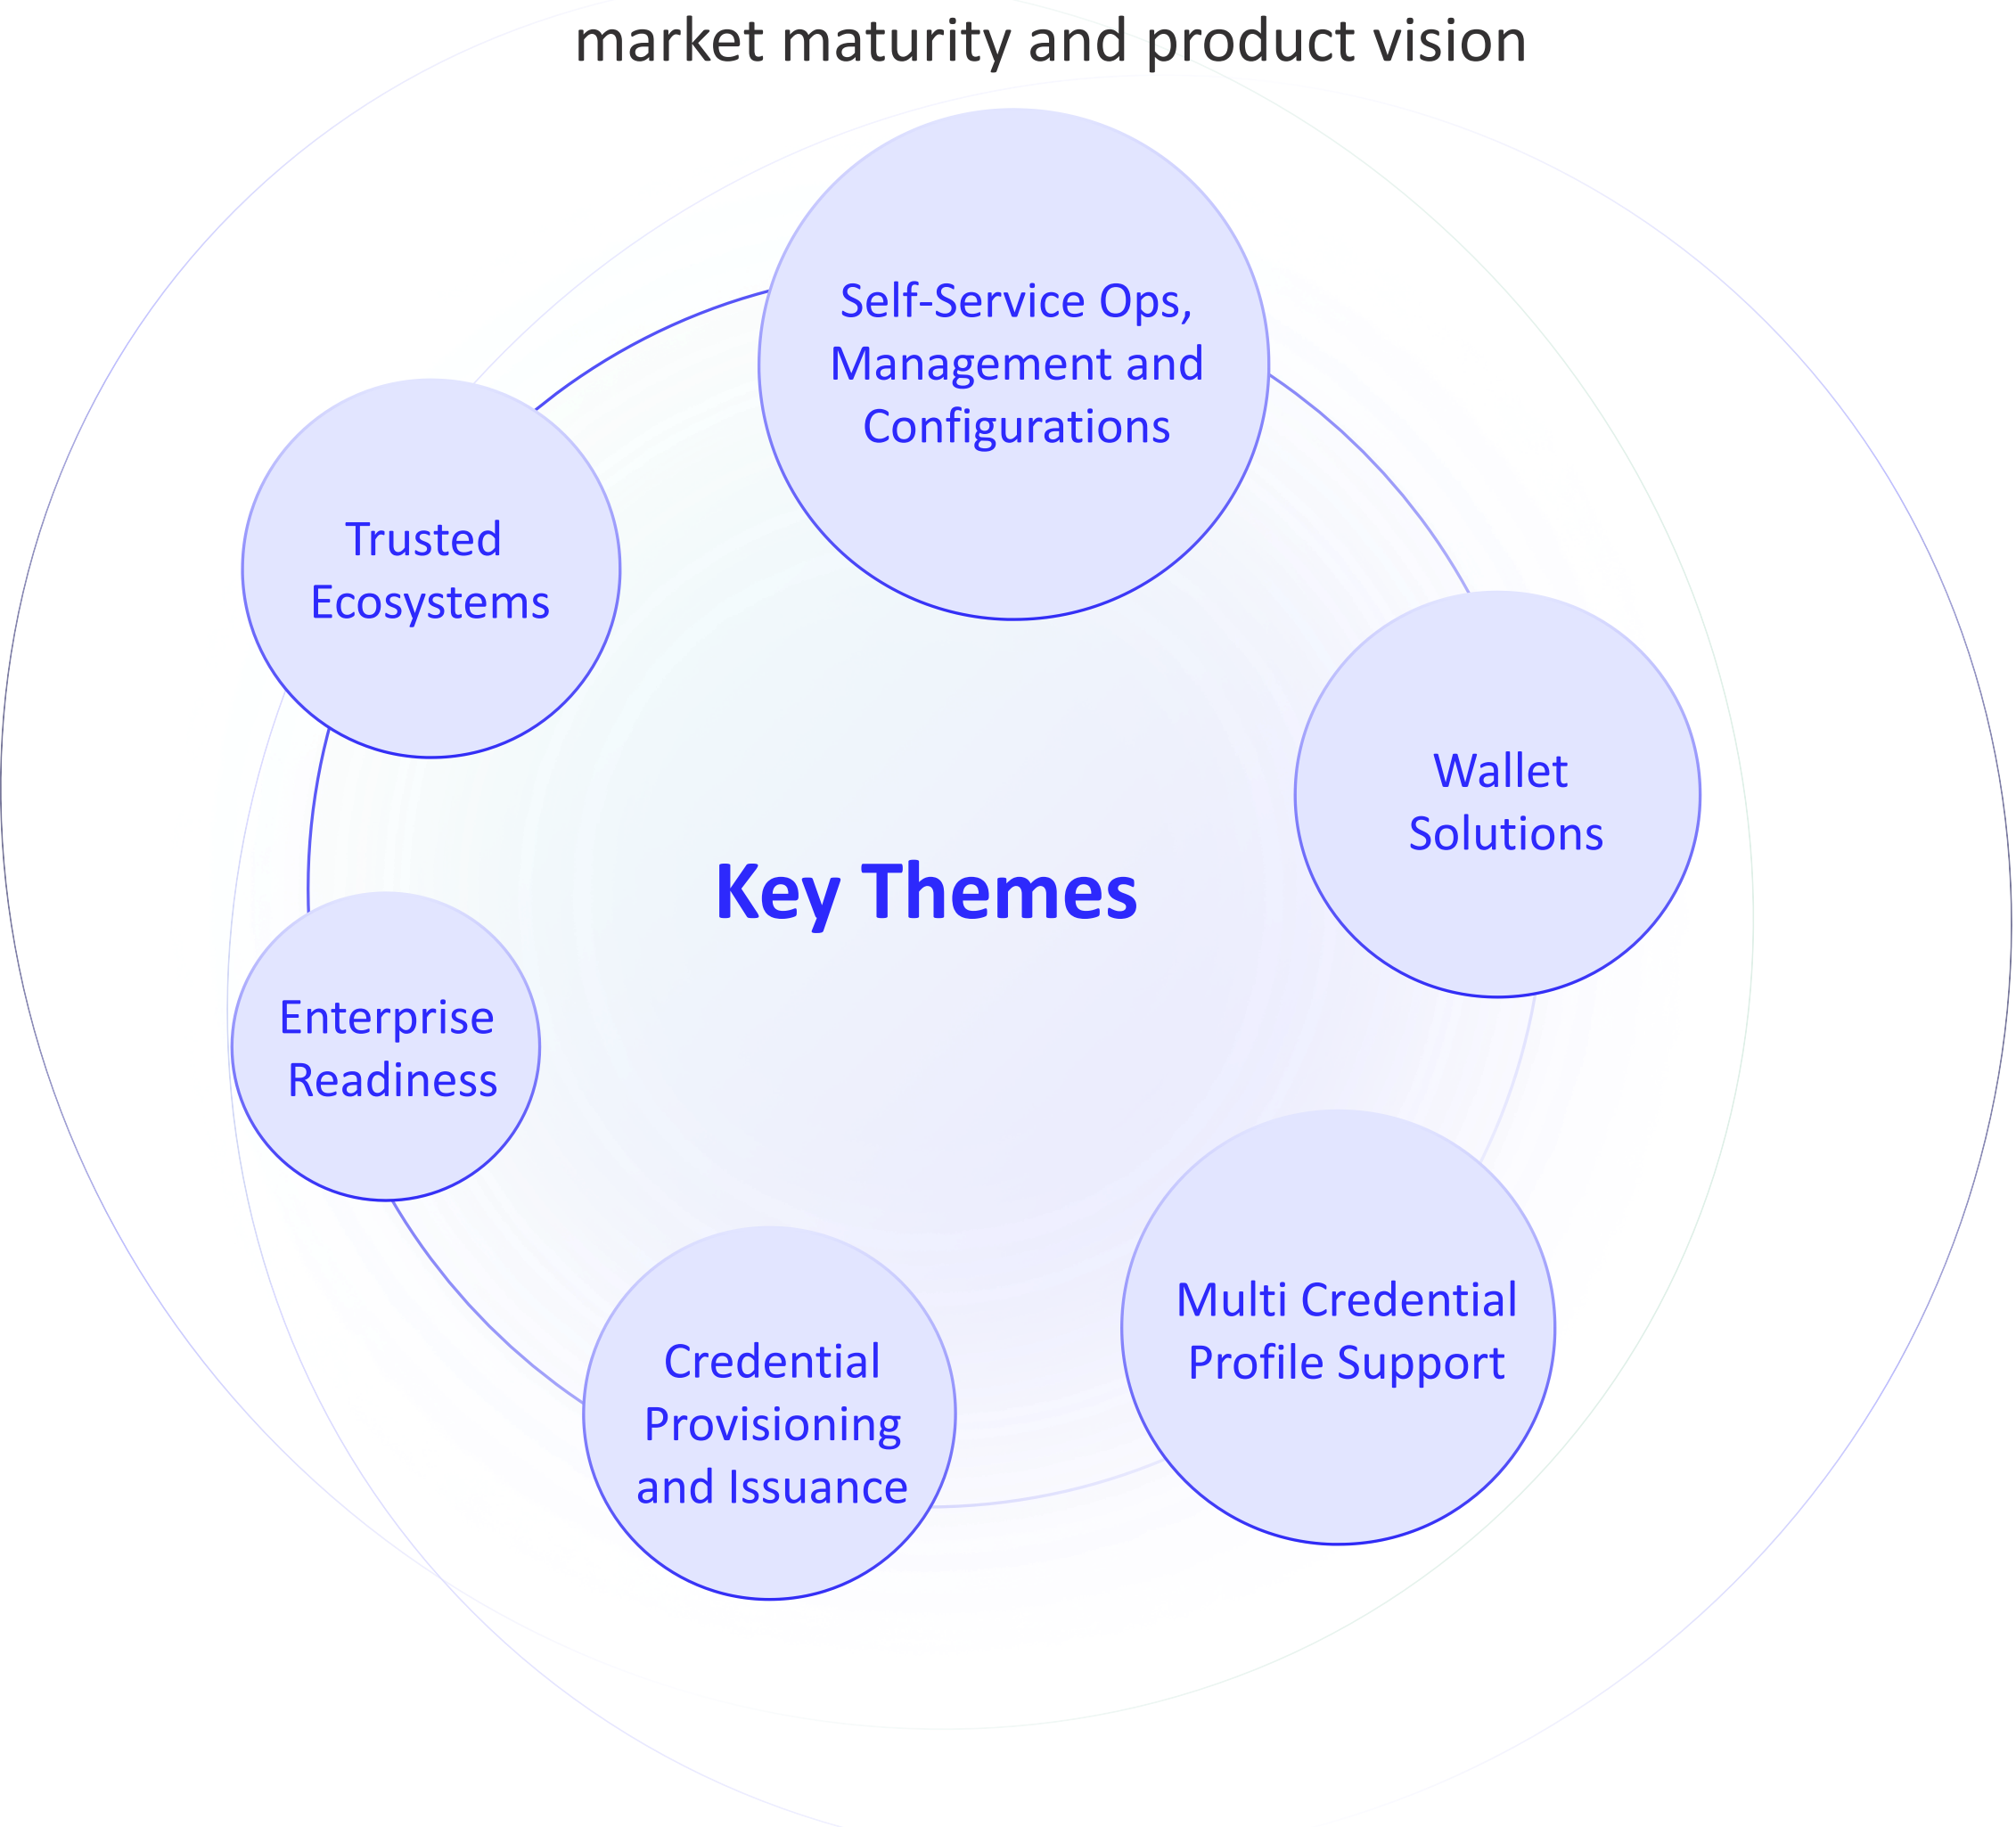 market maturity and product vision
Self-Service Ops,
Management and
Configurations
Trusted
Ecosystems
Wallet
Solutions
Key Themes
Enterprise
Readiness
Multi Credential
Profile Support
Credential
Provisioning
and Issuance